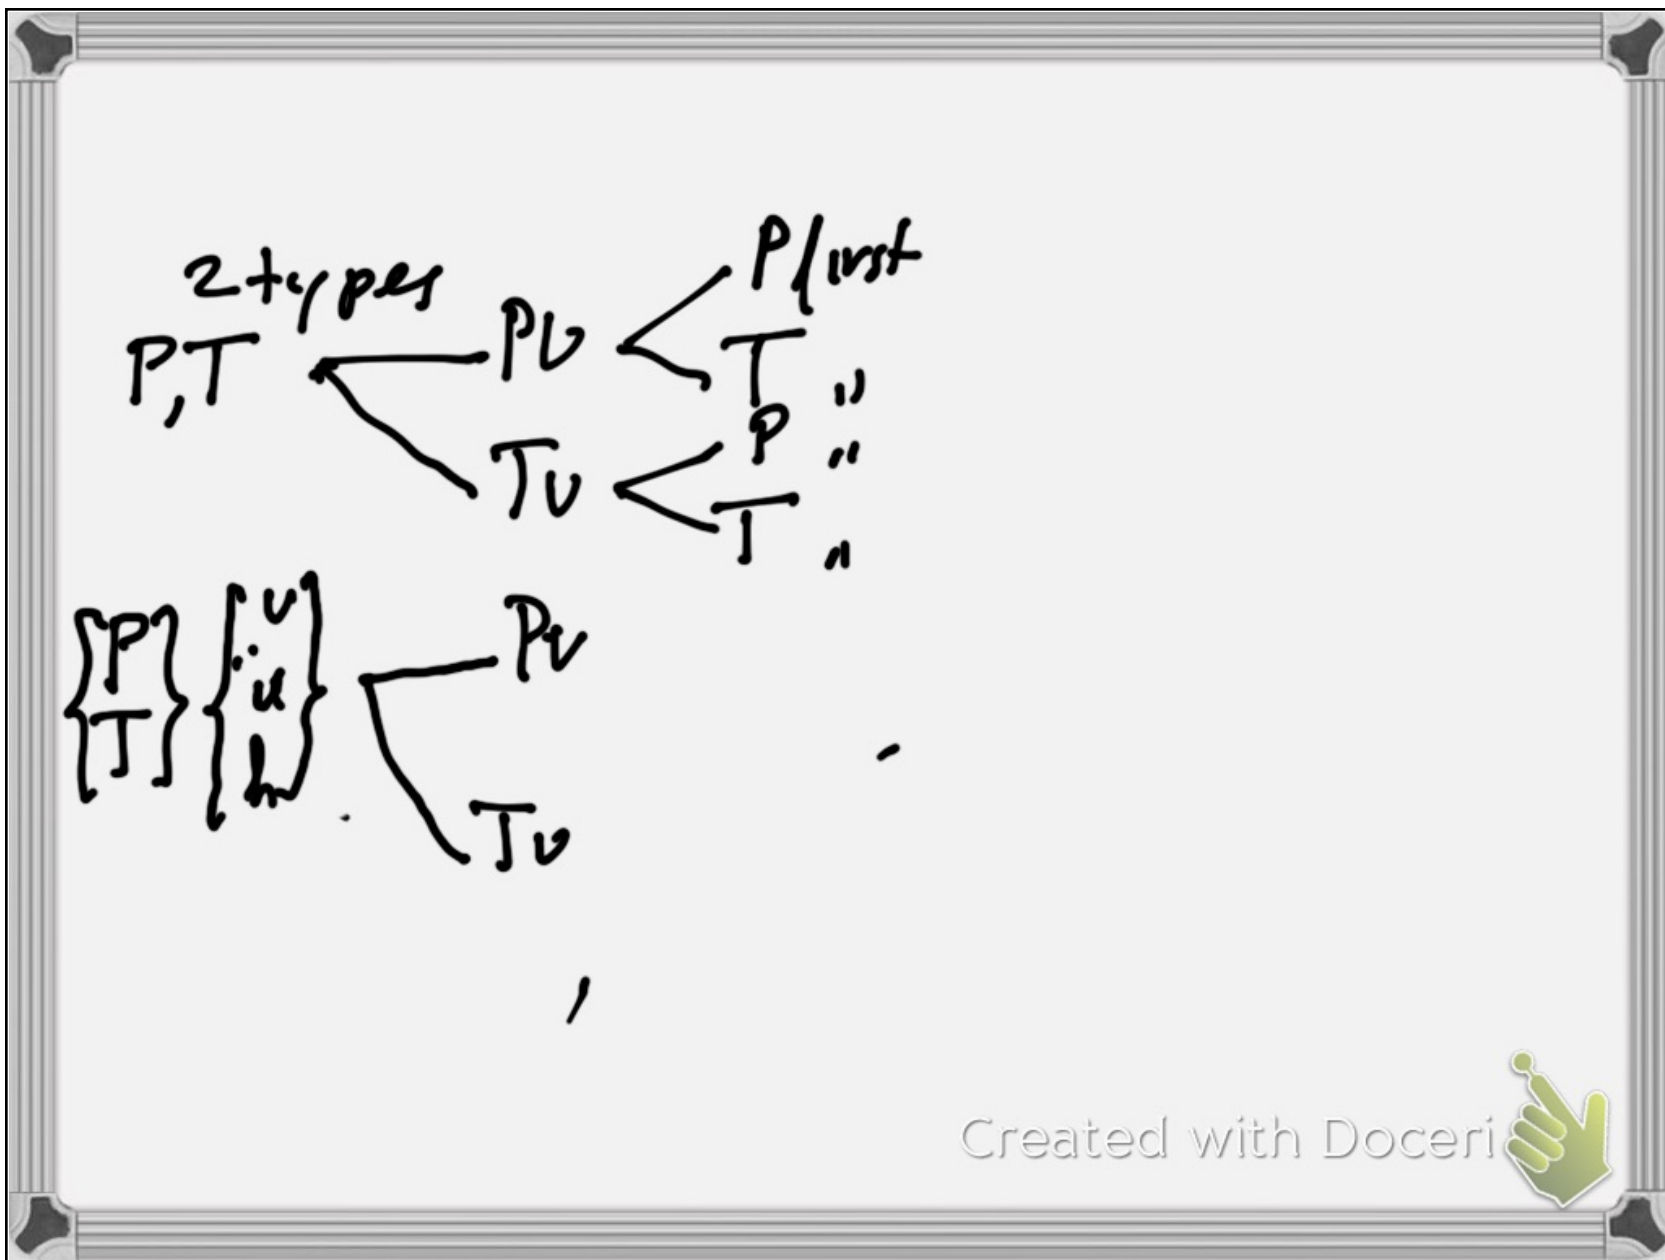 2 types
P, T
Pv
P first
T "
Tv
P "
T "
{P T} {v u h}
Pv
Tv
Created with Doceri